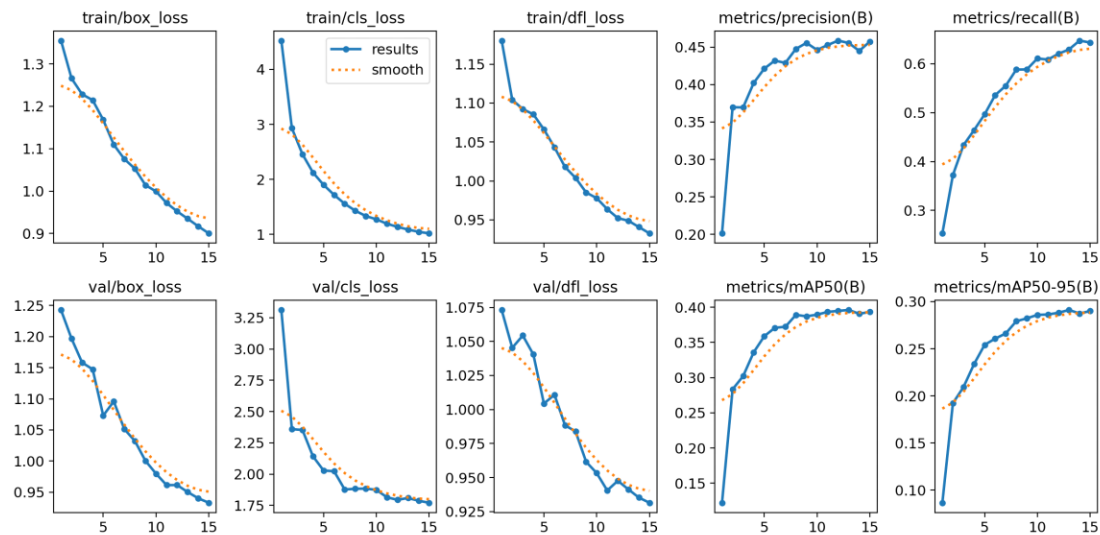 train/box_loss
1.3
1.2
1.1
1.0
0.9
5 10 15
train/cls_loss
results
smooth
4
3
2
1
5 10 15
train/dfl_loss
1.15
1.10
1.05
1.00
0.95
5 10 15
metrics/precision(B)
0.45
0.40
0.35
0.30
0.25
0.20
5 10 15
metrics/recall(B)
0.6
0.5
0.4
0.3
5 10 15
val/box_loss
1.25
1.20
1.15
1.10
1.05
1.00
0.95
5 10 15
val/cls_loss
3.25
3.00
2.75
2.50
2.25
2.00
1.75
5 10 15
val/dfl_loss
1.075
1.050
1.025
1.000
0.975
0.950
0.925
5 10 15
metrics/mAP50(B)
0.40
0.35
0.30
0.25
0.20
0.15
5 10 15
metrics/mAP50-95(B)
0.30
0.25
0.20
0.15
0.10
5 10 15